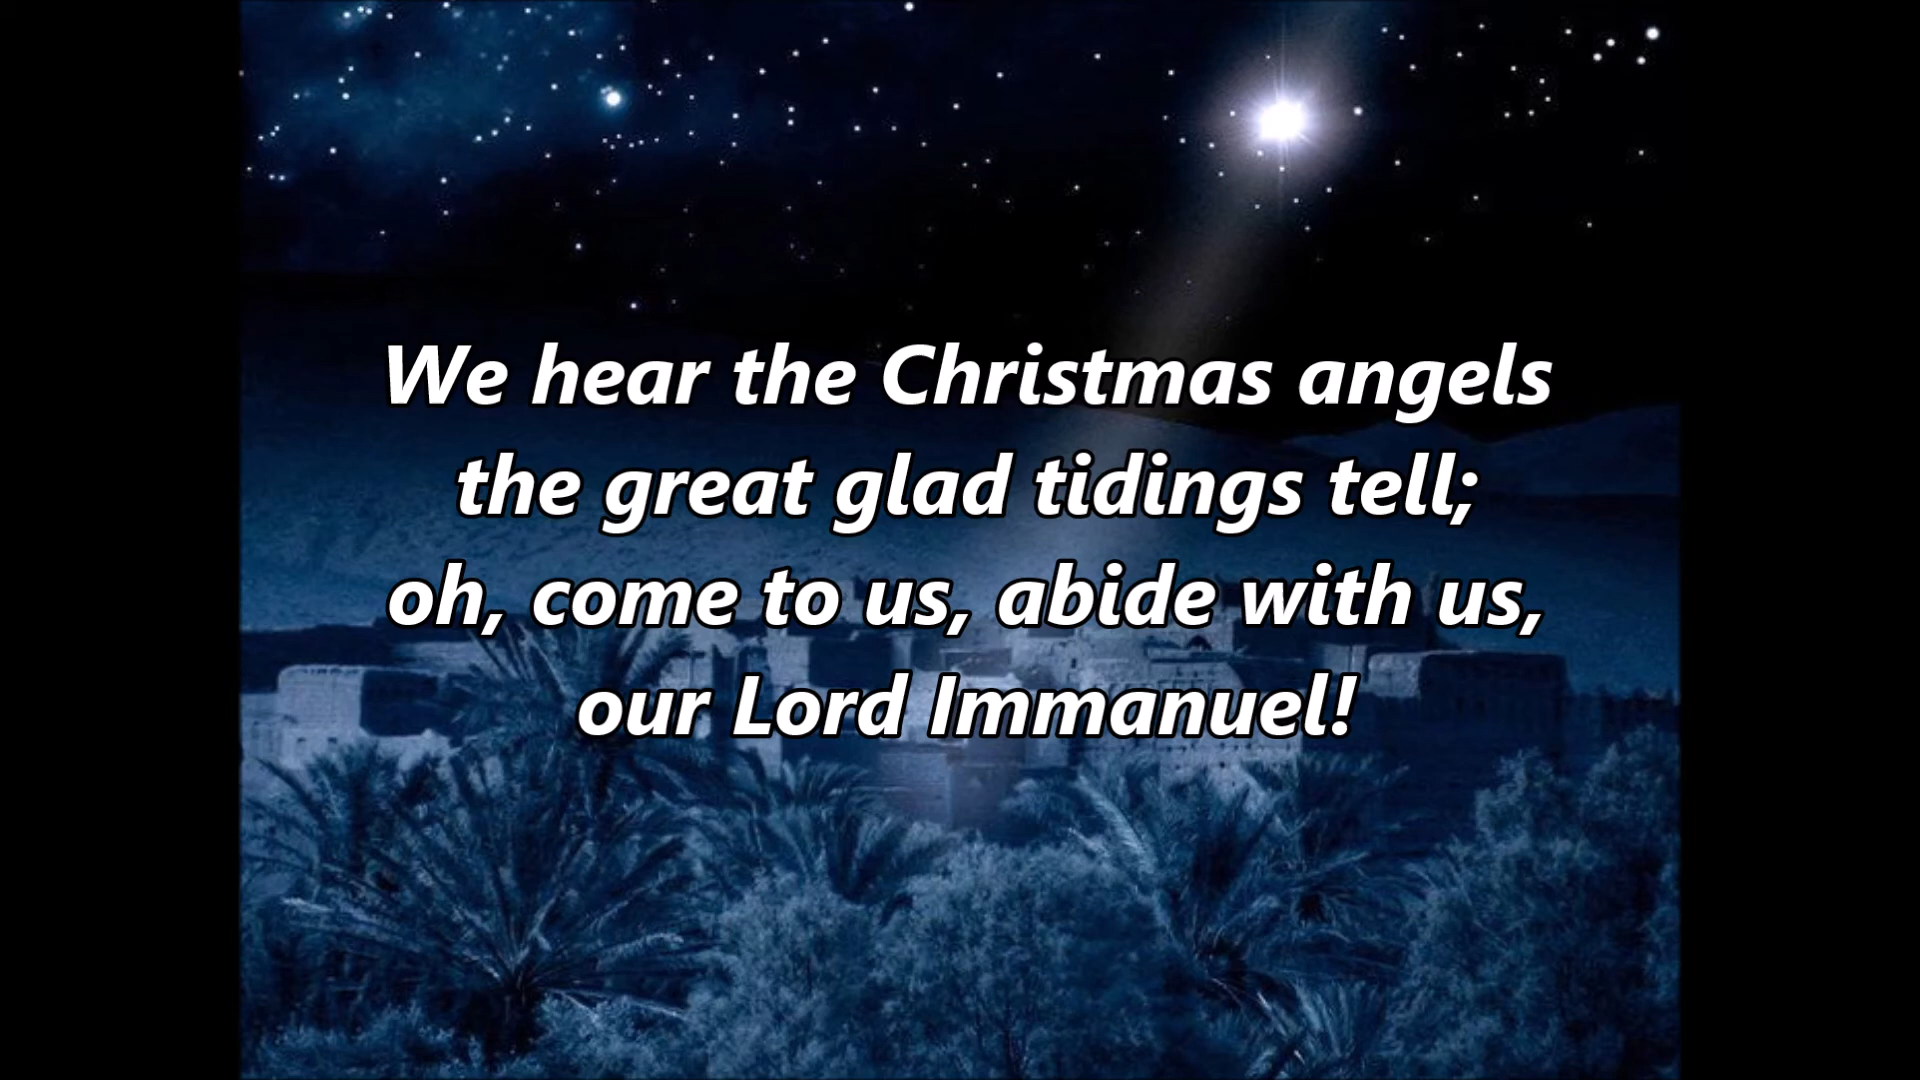 We hear the Christmas angels
the great glad tidings tell;
oh, come to us, abide with us,
our Lord Immanuel!